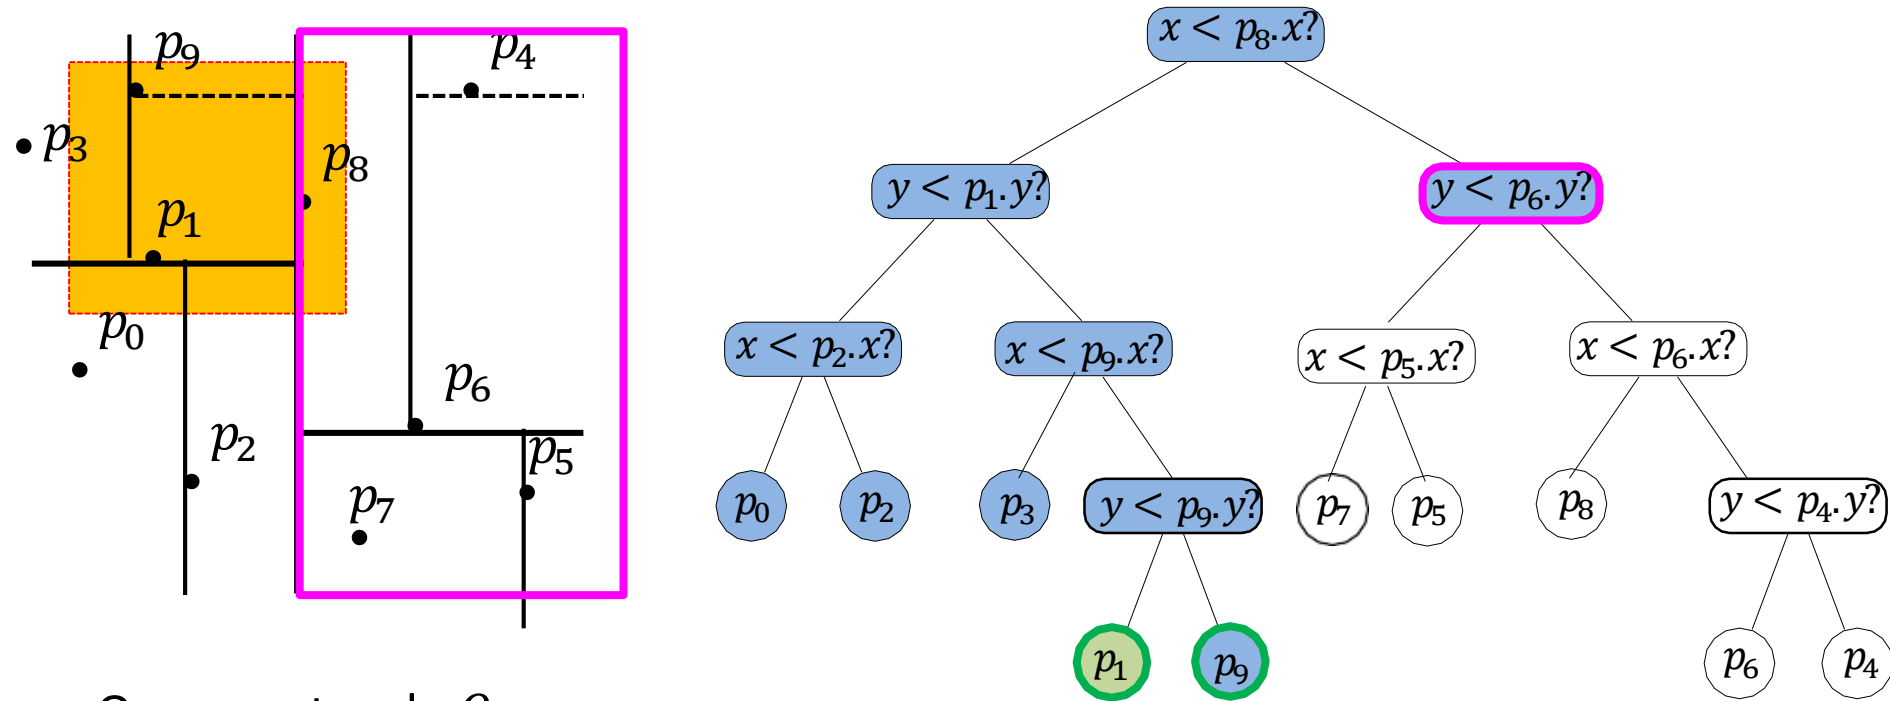 p9
p4
p3
p8
p1
p0
p6
p2
p5
p7
x < p8.x?
y < p1.y?
y < p6.y?
x < p2.x?
x < p9.x?
x < p5.x?
x < p6.x?
p0
p2
p3
y < p9.y?
p7
p5
p8
y < p4.y?
p1
p9
p6
p4